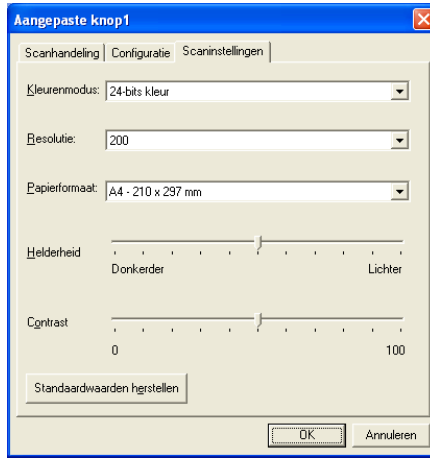 Aangepaste knop1
Scanhandeling Configuratie Scaninstellingen
Kleurenmodus: 24-bits kleur
Resolutie: 200
Papierformaat: A4 - 210 x 297 mm
Helderheid
Donkerder Lichter
Contrast
0 100
Standaardwaarden herstellen
OK Annuleren